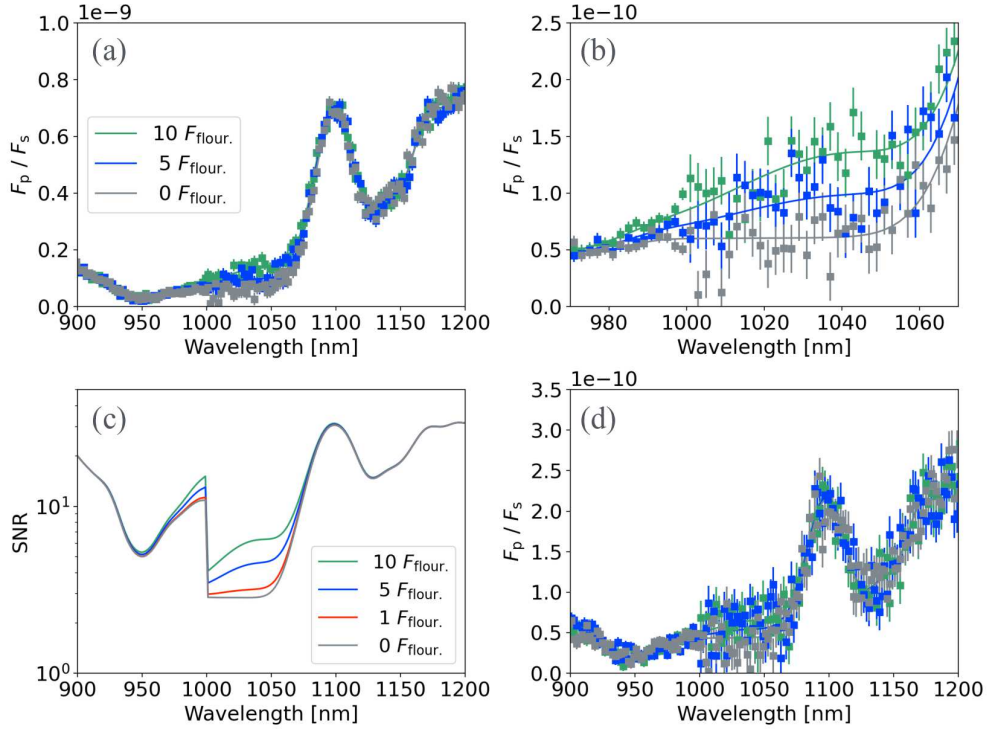 1e−9
(a)
1.0
0.8
0.6
0.4
0.2
0.0
F_p / F_s
10 F_flour.
5 F_flour.
0 F_flour.
900 950 1000 1050 1100 1150 1200
Wavelength [nm]
1e−10
(b)
2.5
2.0
1.5
1.0
0.5
0.0
F_p / F_s
980 1000 1020 1040 1060
Wavelength [nm]
(c)
10^1
10^0
SNR
10 F_flour.
5 F_flour.
1 F_flour.
0 F_flour.
900 950 1000 1050 1100 1150 1200
Wavelength [nm]
1e−10
(d)
3.5
3.0
2.5
2.0
1.5
1.0
0.5
0.0
F_p / F_s
900 950 1000 1050 1100 1150 1200
Wavelength [nm]